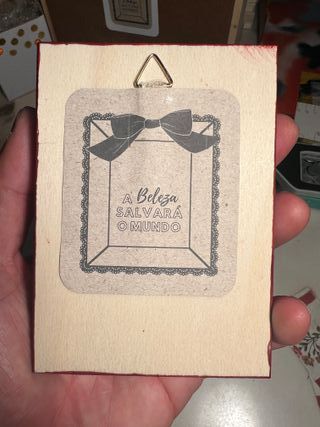 A Beleza
SALVARÁ
O MUNDO